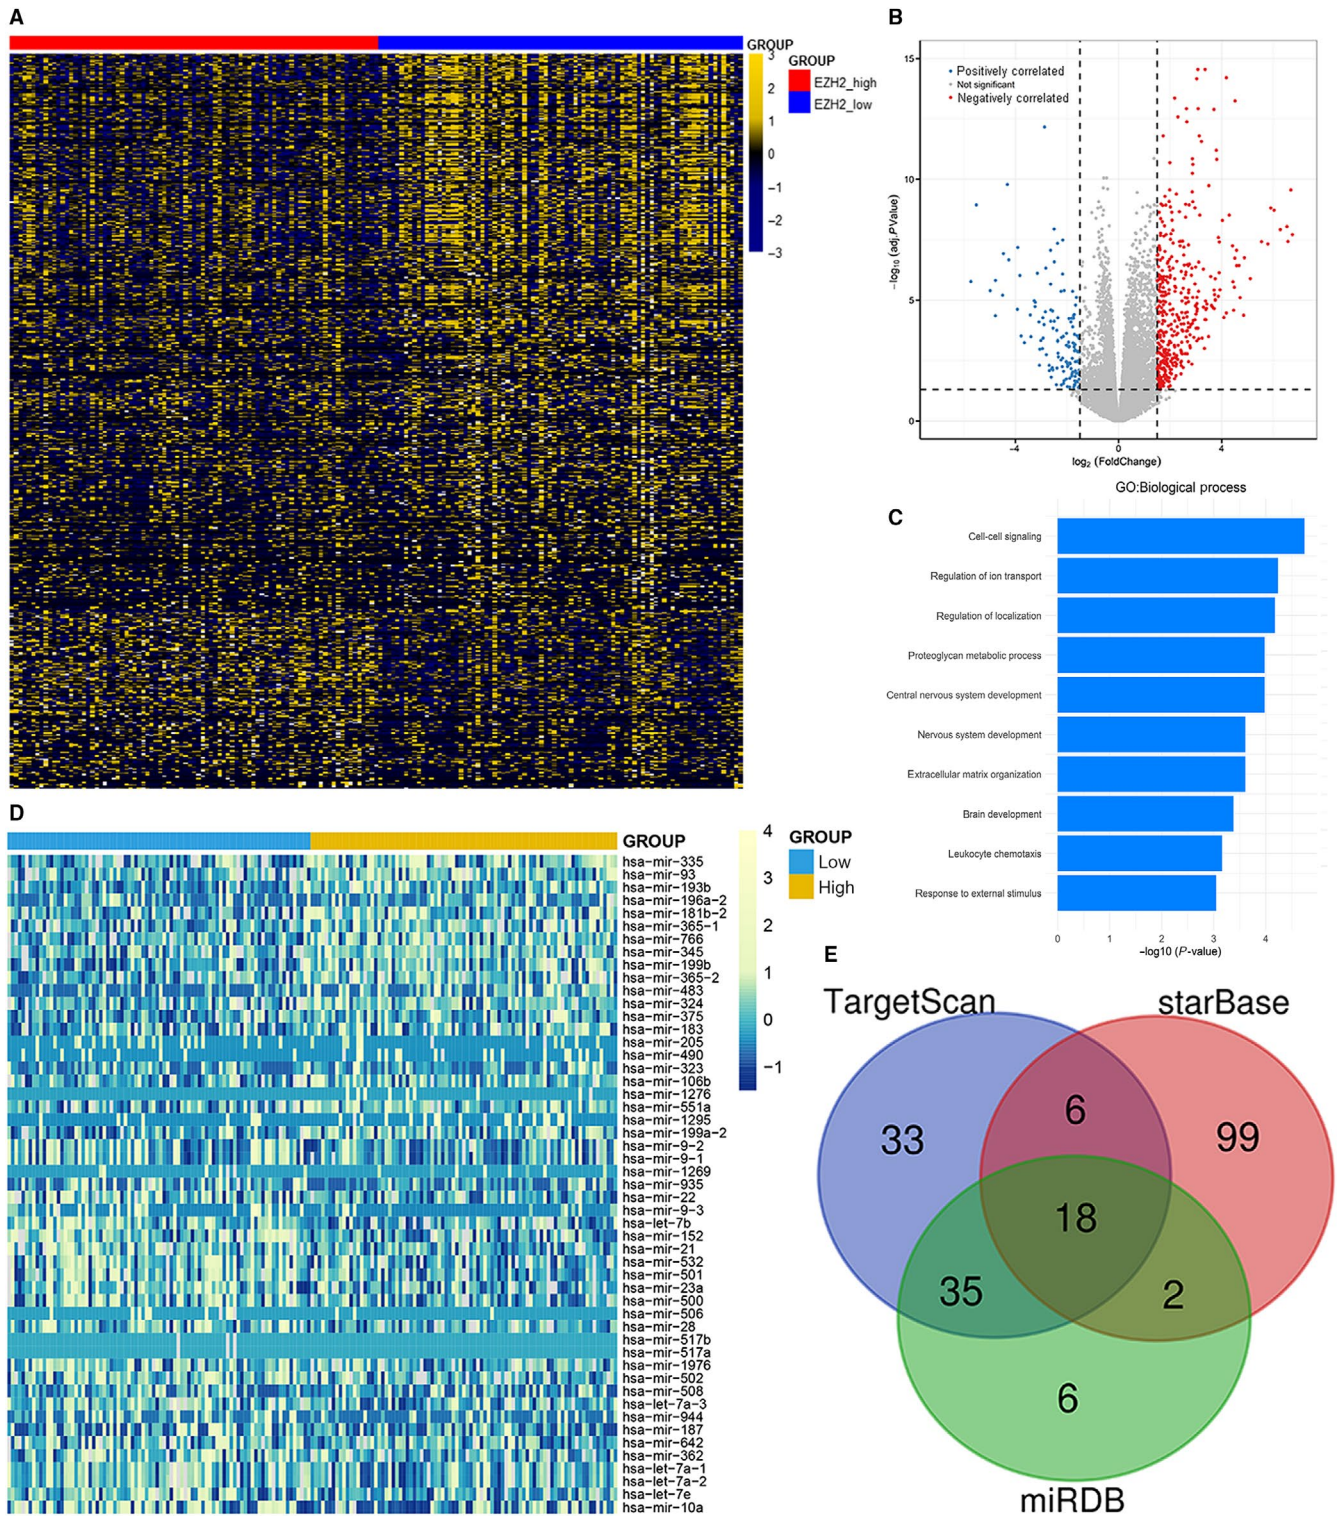 A
GROUP
3
2
1
0
−1
−2
−3
GROUP
EZH2_high
EZH2_low
B
15
10
5
0
−log10 (adj.PValue)
Positively correlated
Not significant
Negatively correlated
−4
0
4
log2 (FoldChange)
C
GO:Biological process
Cell-cell signaling
Regulation of ion transport
Regulation of localization
Proteoglycan metabolic process
Central nervous system development
Nervous system development
Extracellular matrix organization
Brain development
Leukocyte chemotaxis
Response to external stimulus
0
1
2
3
4
−log10 (P-value)
D
GROUP
hsa−mir−335
hsa−mir−93
hsa−mir−193b
hsa−mir−196a−2
hsa−mir−181b−2
hsa−mir−365−1
hsa−mir−766
hsa−mir−345
hsa−mir−199b
hsa−mir−365−2
hsa−mir−483
hsa−mir−324
hsa−mir−375
hsa−mir−183
hsa−mir−205
hsa−mir−490
hsa−mir−323
hsa−mir−106b
hsa−mir−1276
hsa−mir−551a
hsa−mir−1295
hsa−mir−199a−2
hsa−mir−9−2
hsa−mir−9−1
hsa−mir−1269
hsa−mir−935
hsa−mir−22
hsa−mir−9−3
hsa−let−7b
hsa−mir−152
hsa−mir−21
hsa−mir−532
hsa−mir−501
hsa−mir−23a
hsa−mir−500
hsa−mir−506
hsa−mir−28
hsa−mir−517b
hsa−mir−517a
hsa−mir−1976
hsa−mir−502
hsa−mir−508
hsa−let−7a−3
hsa−mir−944
hsa−mir−187
hsa−mir−642
hsa−mir−362
hsa−let−7a−1
hsa−let−7a−2
hsa−let−7e
hsa−mir−10a
4
3
2
1
0
−1
GROUP
Low
High
E
TargetScan
starBase
33
6
99
18
35
2
6
miRDB